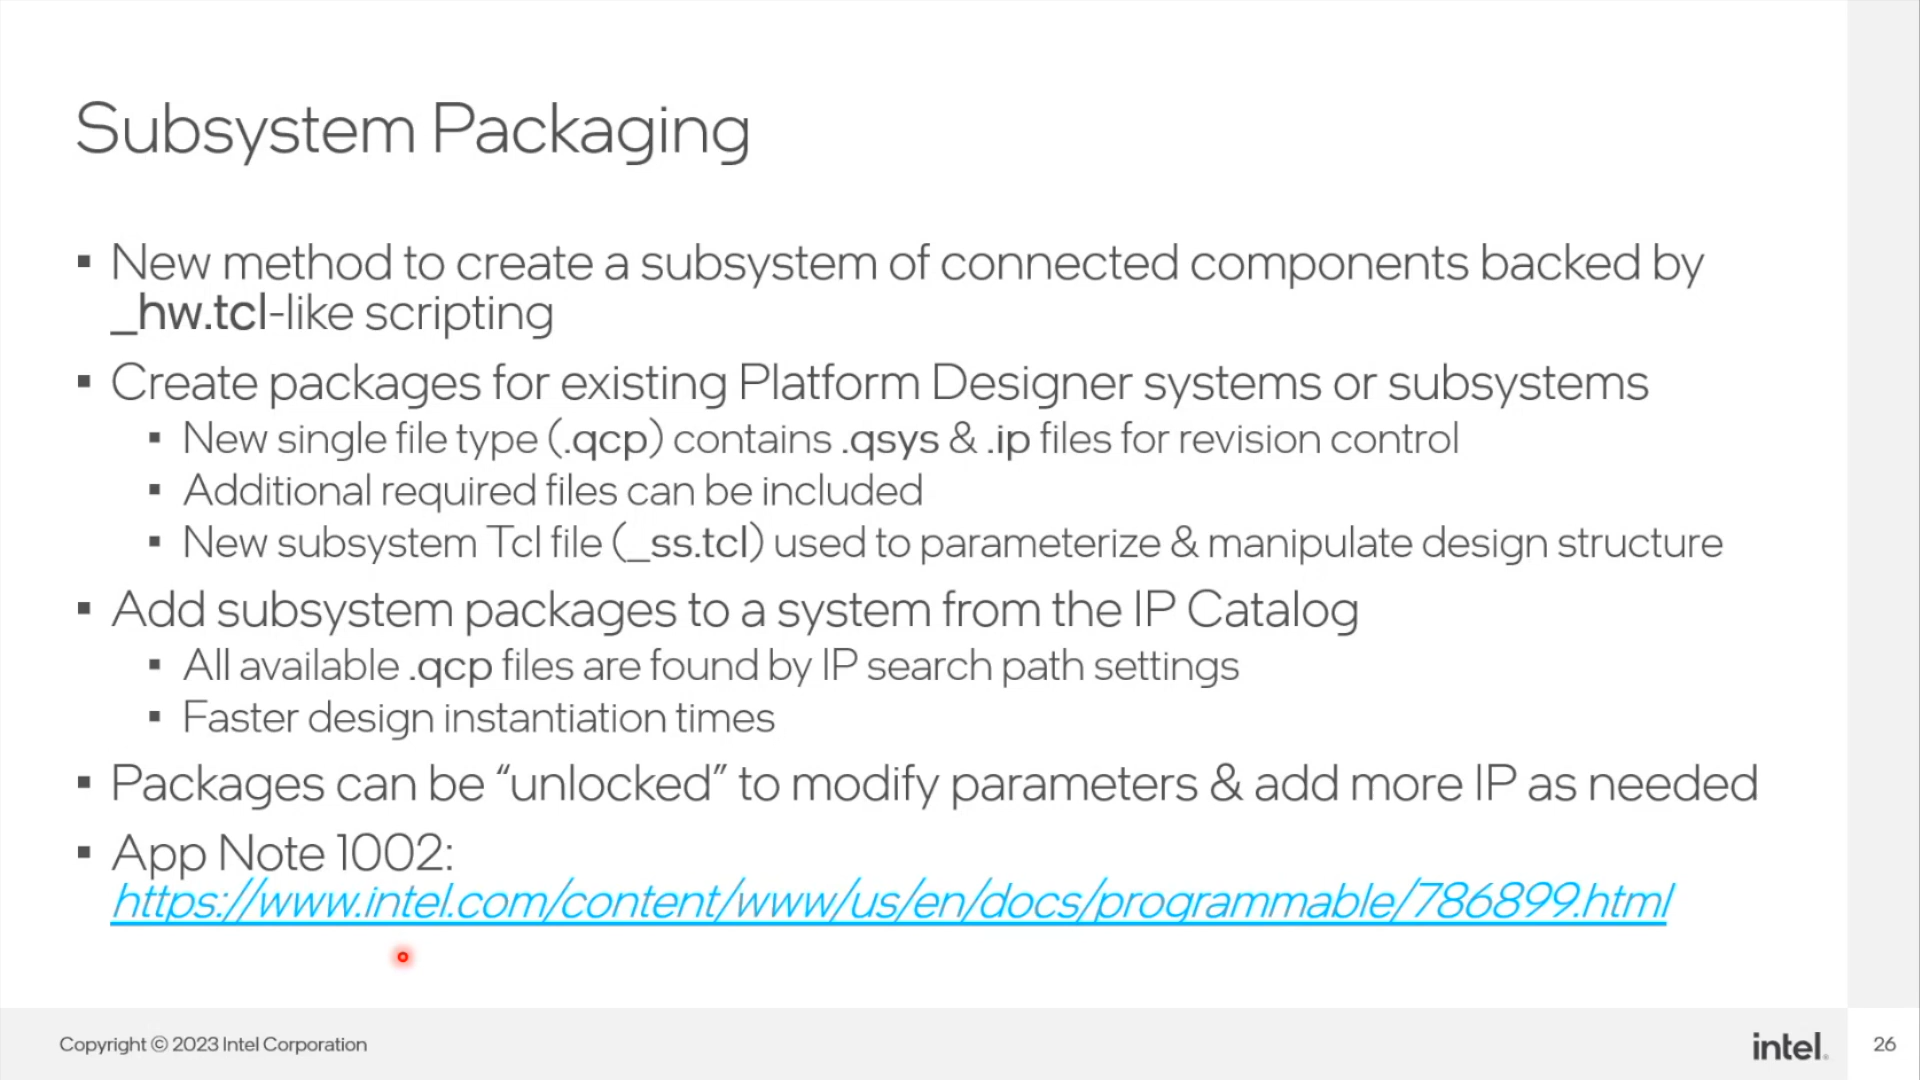 Subsystem Packaging
▪ New method to create a subsystem of connected components backed by
_hw.tcl-like scripting
▪ Create packages for existing Platform Designer systems or subsystems
▪ New single file type (.qcp) contains .qsys & .ip files for revision control
▪ Additional required files can be included
▪ New subsystem Tcl file (_ss.tcl) used to parameterize & manipulate design structure
▪ Add subsystem packages to a system from the IP Catalog
▪ All available .qcp files are found by IP search path settings
▪ Faster design instantiation times
▪ Packages can be “unlocked” to modify parameters & add more IP as needed
▪ App Note 1002:
https://www.intel.com/content/www/us/en/docs/programmable/786899.html
Copyright © 2023 Intel Corporation
intel.
26